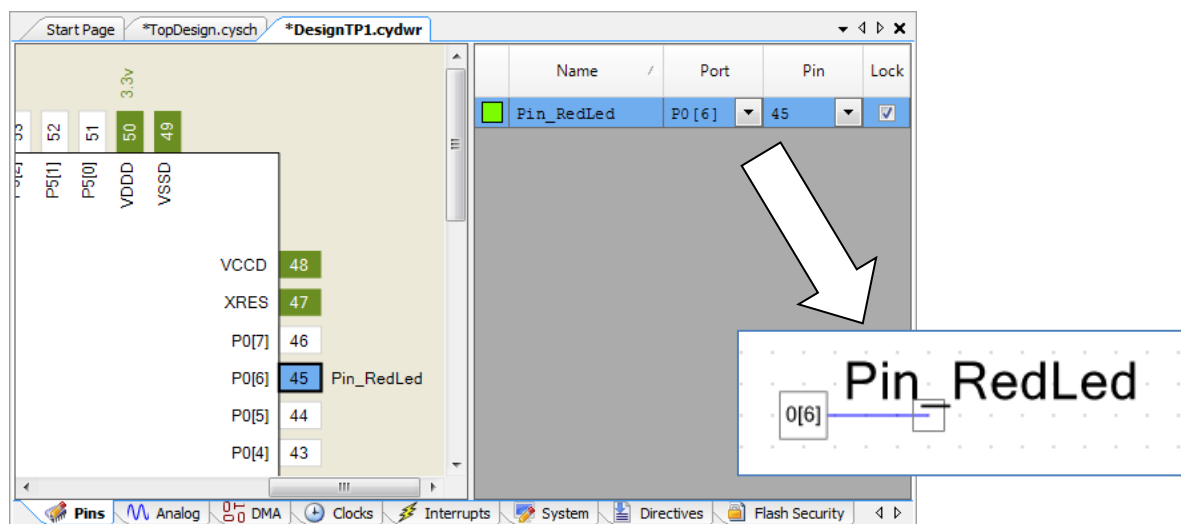 Start Page *TopDesign.cysch *DesignTP1.cydwr
3.3v
52 51 50 49
P5[1] P5[0] VDDD VSSD
VCCD 48
XRES 47
P0[7] 46
P0[6] 45 Pin_RedLed
P0[5] 44
P0[4] 43
Name / Port Pin Lock
Pin_RedLed P0[6] 45
Pin_RedLed
0[6]
Pins Analog DMA Clocks Interrupts System Directives Flash Security